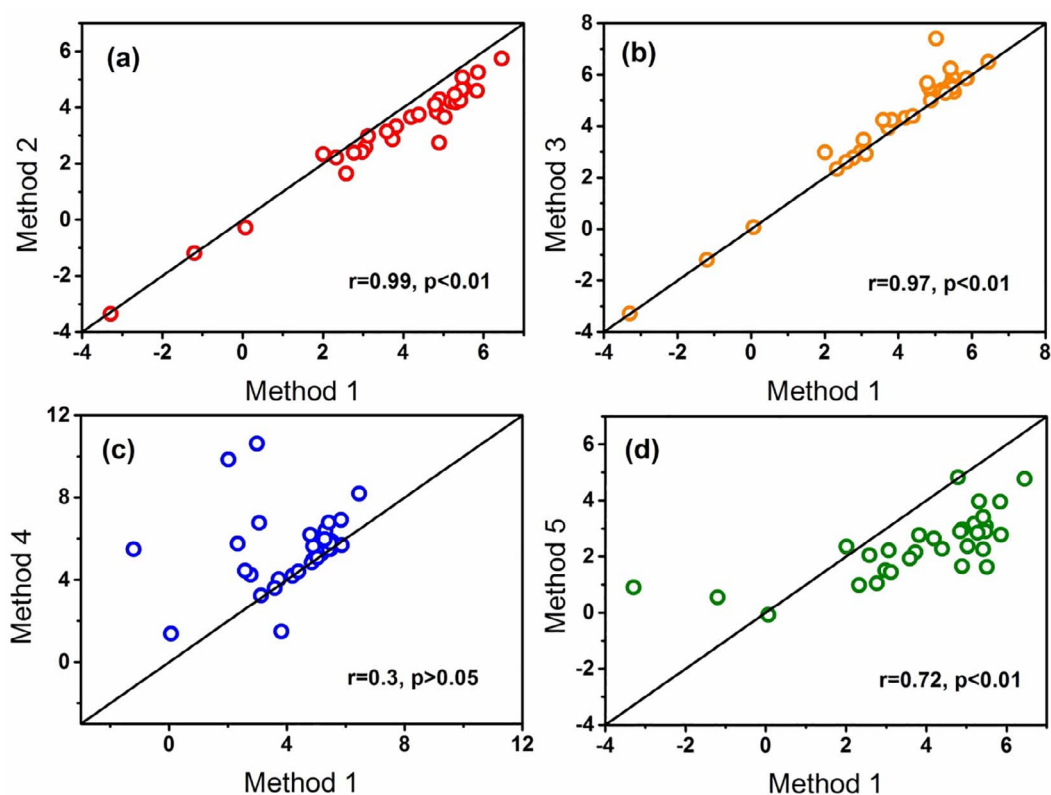 (a)
Method 2
6
4
2
0
-2
-4
r=0.99, p<0.01
-4 -2 0 2 4 6
Method 1
(b)
Method 3
8
6
4
2
0
-2
-4
r=0.97, p<0.01
-4 -2 0 2 4 6 8
Method 1
(c)
Method 4
12
8
4
0
r=0.3, p>0.05
0 4 8 12
Method 1
(d)
Method 5
6
4
2
0
-2
-4
r=0.72, p<0.01
-4 -2 0 2 4 6
Method 1